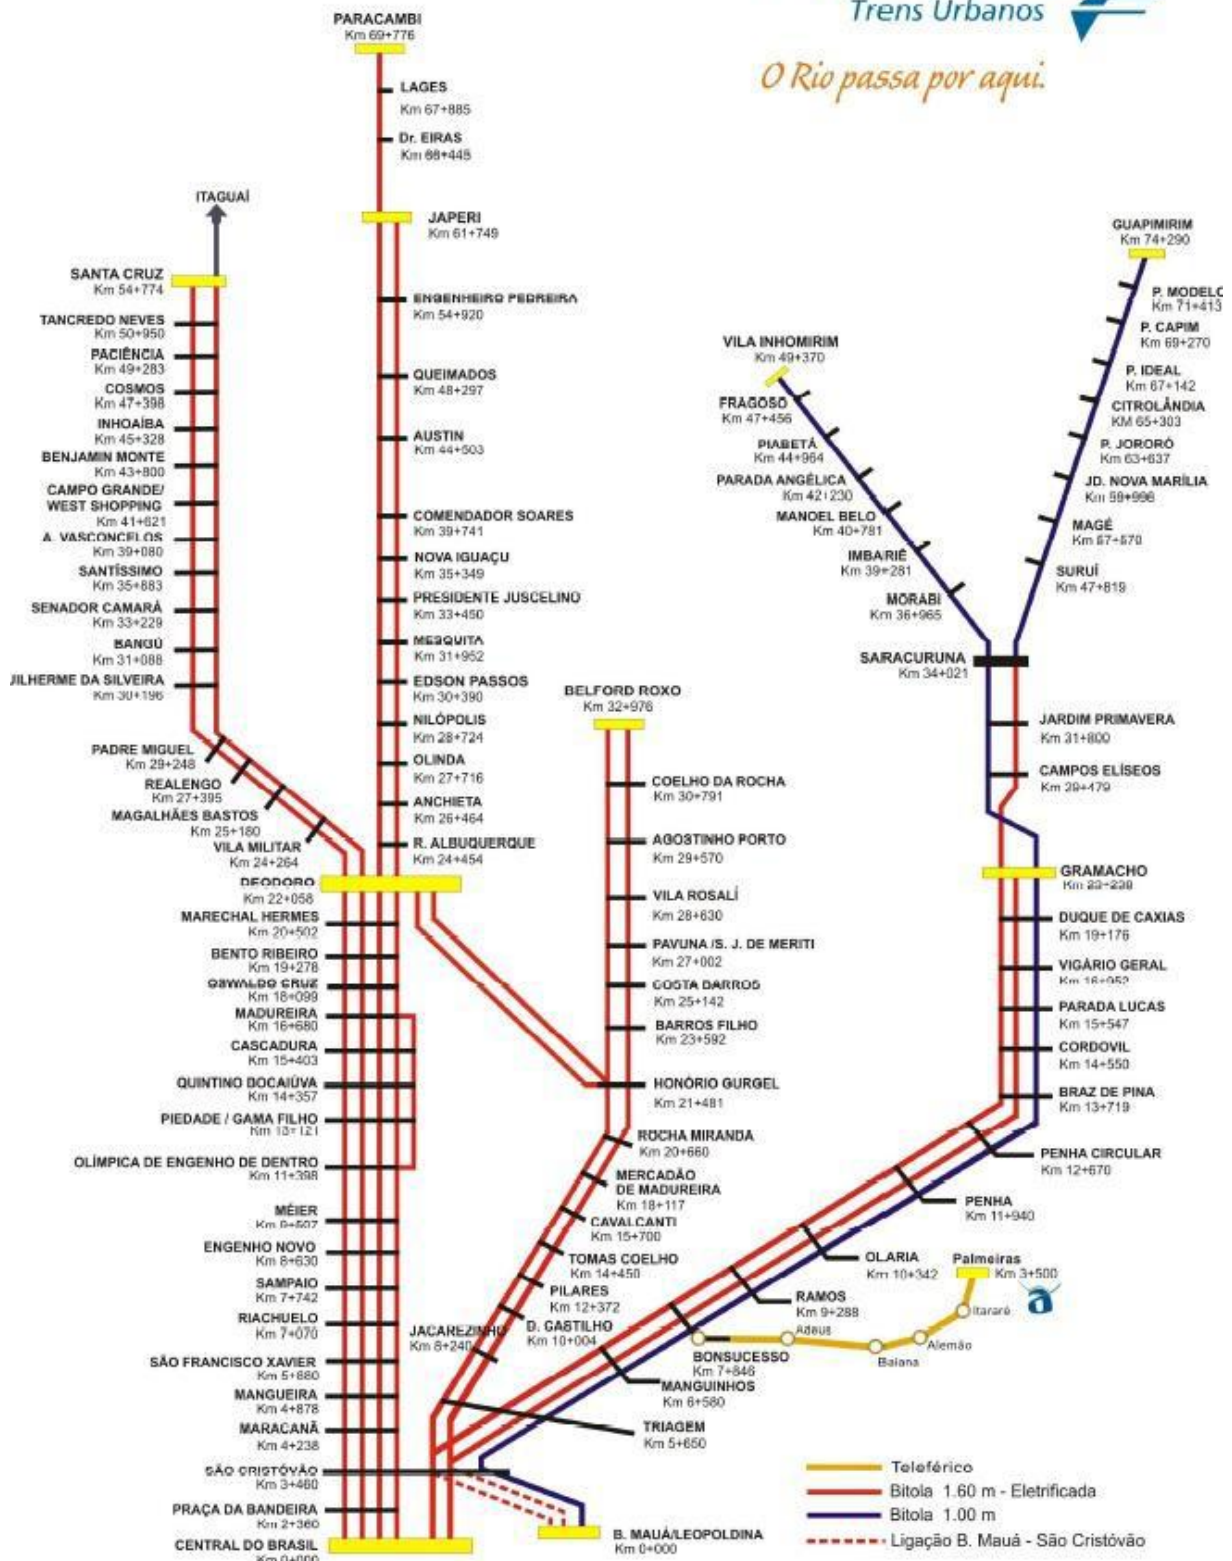 Trens Urbanos
O Rio passa por aqui.
PARACAMBI
Km 69+776
LAGES
Km 67+885
Dr. EIRAS
Km 66+445
ITAGUAÍ
JAPERI
Km 61+749
SANTA CRUZ
Km 54+774
TANCREDO NEVES
Km 50+950
PACIÊNCIA
Km 49+283
COSMOS
Km 47+398
INHOAÍBA
Km 45+328
BENJAMIN MONTE
Km 43+800
CAMPO GRANDE/
WEST SHOPPING
Km 41+621
A. VASCONCELOS
Km 39+080
SANTÍSSIMO
Km 35+883
SENADOR CAMARÁ
Km 33+229
BANGÚ
Km 31+088
JILHERME DA SILVEIRA
Km 30+196
PADRE MIGUEL
Km 29+248
REALENGO
Km 27+395
MAGALHÃES BASTOS
Km 25+180
VILA MILITAR
Km 24+264
ENGENHEIRO PEDREIRA
Km 54+920
QUEIMADOS
Km 48+297
AUSTIN
Km 44+503
COMENDADOR SOARES
Km 39+741
NOVA IGUAÇU
Km 35+349
PRESIDENTE JUSCELINO
Km 33+450
MESQUITA
Km 31+952
EDSON PASSOS
Km 30+390
NILÓPOLIS
Km 28+724
OLINDA
Km 27+716
ANCHIETA
Km 26+464
R. ALBUQUERQUE
Km 24+454
DEODORO
Km 22+058
MARECHAL HERMES
Km 20+502
BENTO RIBEIRO
Km 19+278
OSWALDO CRUZ
Km 18+099
MADUREIRA
Km 16+680
CASCADURA
Km 15+403
QUINTINO BOCAIÚVA
Km 14+357
PIEDADE / GAMA FILHO
Km 13+121
OLÍMPICA DE ENGENHO DE DENTRO
Km 11+398
MÉIER
Km 9+507
ENGENHO NOVO
Km 8+630
SAMPAIO
Km 7+742
RIACHUELO
Km 7+070
SÃO FRANCISCO XAVIER
Km 5+880
MANGUEIRA
Km 4+878
MARACANÃ
Km 4+238
SÃO CRISTÓVÃO
Km 3+460
PRAÇA DA BANDEIRA
Km 2+360
CENTRAL DO BRASIL
Km 0+000
BELFORD ROXO
Km 32+976
COELHO DA ROCHA
Km 30+791
AGOSTINHO PORTO
Km 29+570
VILA ROSALÍ
Km 28+630
PAVUNA /S. J. DE MERITI
Km 27+002
COSTA BARROS
Km 25+142
BARROS FILHO
Km 23+592
HONÓRIO GURGEL
Km 21+481
ROCHA MIRANDA
Km 20+660
MERCADÃO
DE MADUREIRA
Km 18+117
CAVALCANTI
Km 15+700
TOMAS COELHO
Km 14+450
PILARES
Km 12+372
D. CASTILHO
Km 10+004
JACAREZINHO
Km 8+240
TRIAGEM
Km 5+650
GUAPIMIRIM
Km 74+290
P. MODELO
Km 71+413
P. CAPIM
Km 69+270
P. IDEAL
Km 67+142
CITROLÂNDIA
KM 65+303
P. JORORÓ
Km 63+637
JD. NOVA MARÍLIA
Km 59+996
MAGÉ
Km 57+570
SURUÍ
Km 47+819
VILA INHOMIRIM
Km 49+370
FRAGOSO
Km 47+456
PIABETÁ
Km 44+964
PARADA ANGÉLICA
Km 42+230
MANOEL BELO
Km 40+781
IMBARIÊ
Km 39+281
MORABI
Km 36+965
SARACURUNA
Km 34+021
JARDIM PRIMAVERA
Km 31+800
CAMPOS ELÍSEOS
Km 29+479
GRAMACHO
Km 23+238
DUQUE DE CAXIAS
Km 19+176
VIGÁRIO GERAL
Km 16+952
PARADA LUCAS
Km 15+547
CORDOVIL
Km 14+550
BRAZ DE PINA
Km 13+719
PENHA CIRCULAR
Km 12+670
PENHA
Km 11+940
OLARIA
Km 10+342
RAMOS
Km 9+288
BONSUCESSO
Km 7+846
MANGUINHOS
Km 6+580
Palmeiras
Km 3+500
Itararé
Alemão
Baiana
Adeus
B. MAUÁ/LEOPOLDINA
Km 0+000
Teleférico
Bitola 1.60 m - Eletrificada
Bitola 1.00 m
Ligação B. Mauá - São Cristóvão